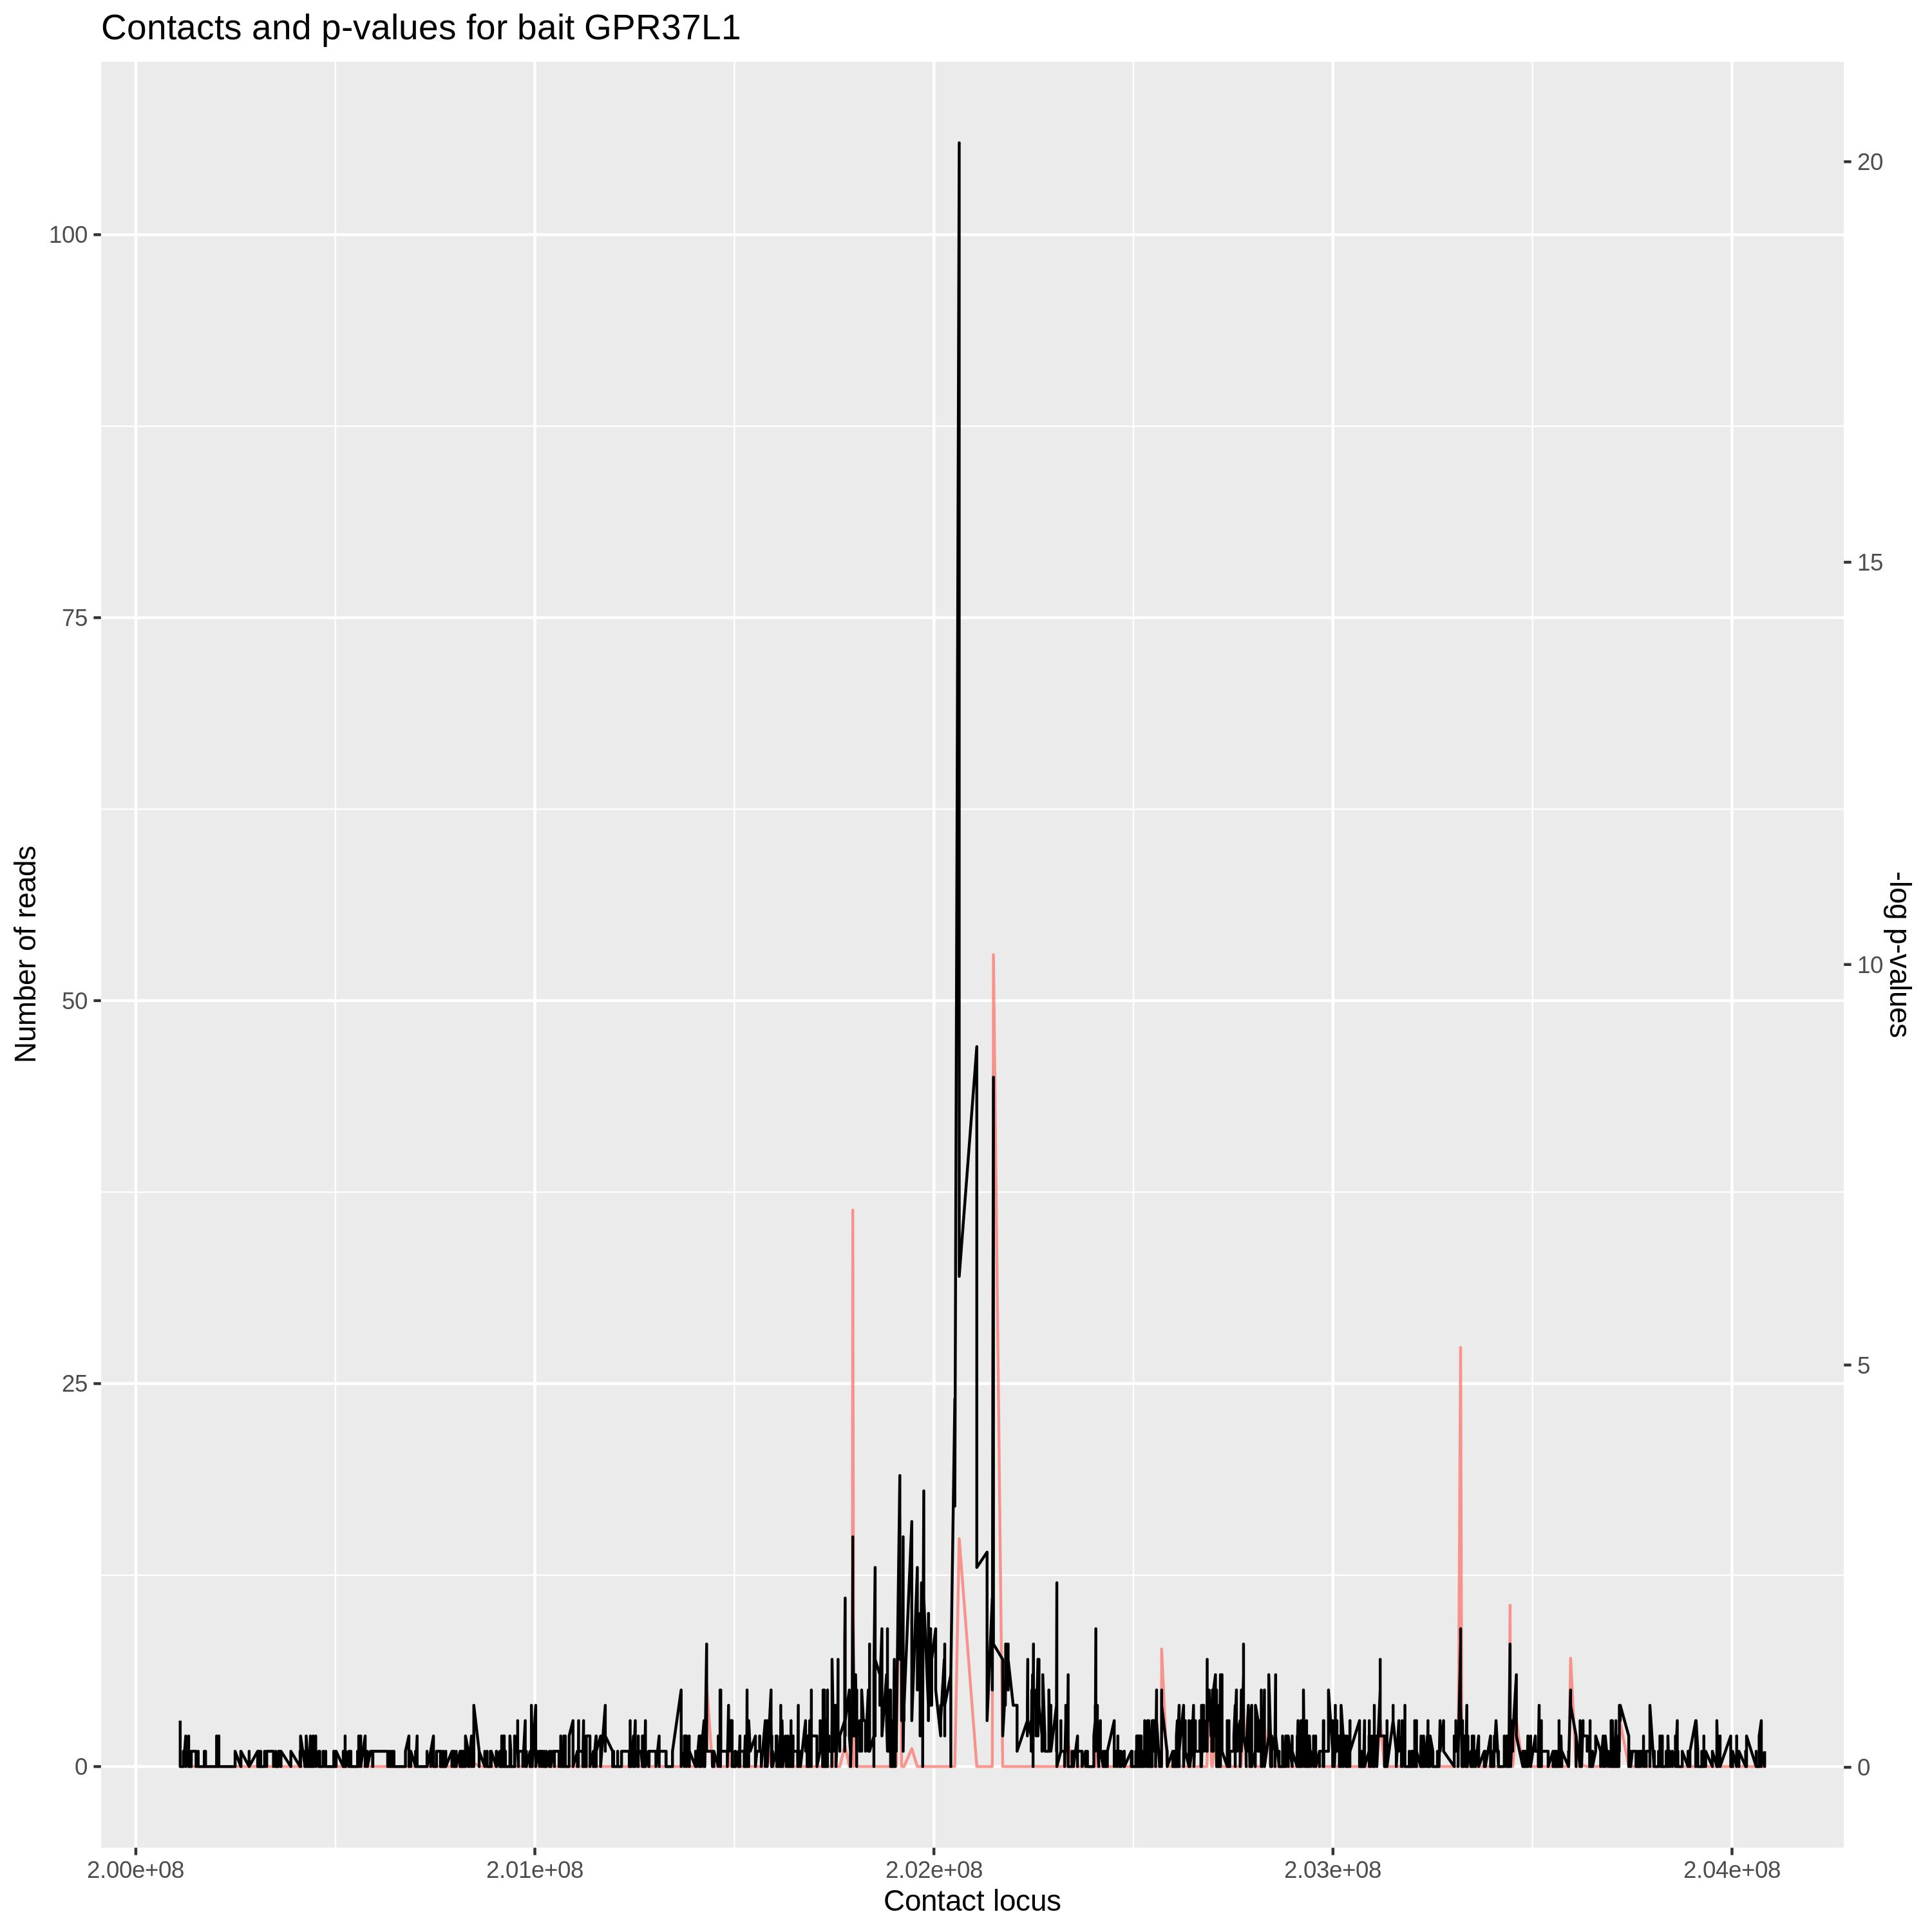 Contacts and p-values for bait GPR37L1
Number of reads
100
75
50
25
0
20
15
10
5
0
-log p-values
2.00e+08
2.01e+08
2.02e+08
2.03e+08
2.04e+08
Contact locus